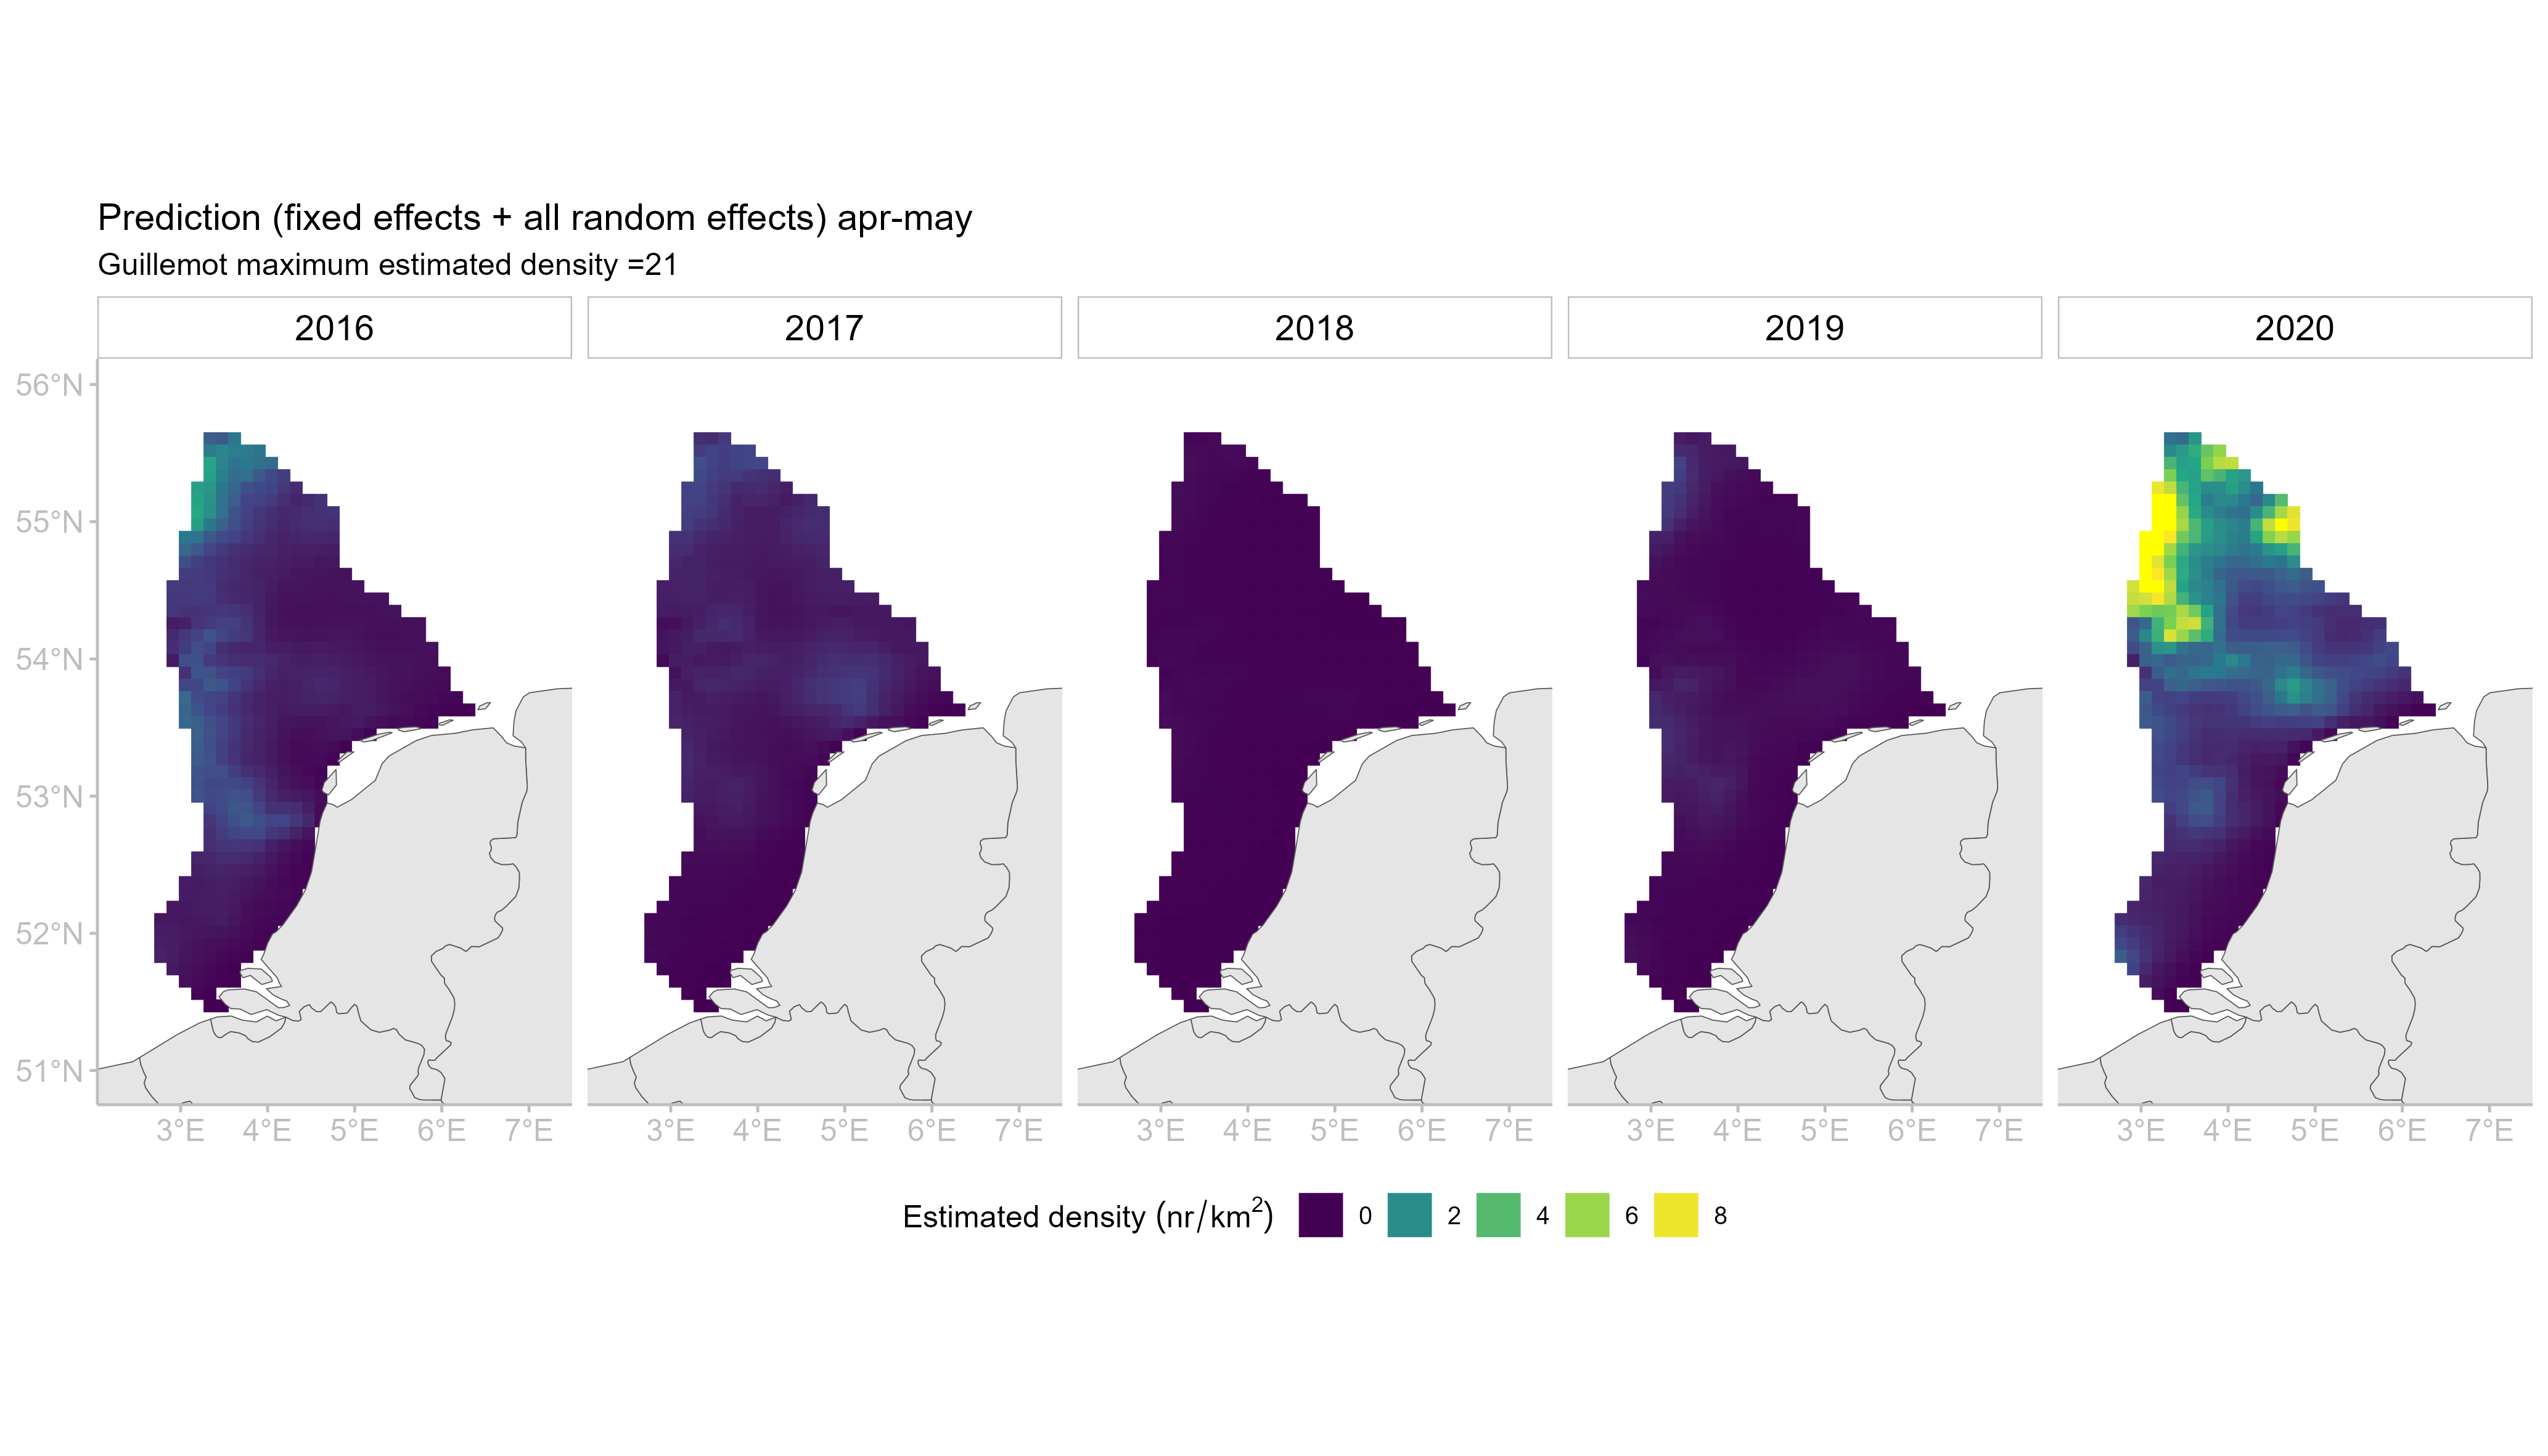 Prediction (fixed effects + all random effects) apr-may
Guillemot maximum estimated density =21
2016 2017 2018 2019 2020
56°N
55°N
54°N
53°N
52°N
51°N
3°E 4°E 5°E 6°E 7°E 3°E 4°E 5°E 6°E 7°E 3°E 4°E 5°E 6°E 7°E 3°E 4°E 5°E 6°E 7°E 3°E 4°E 5°E 6°E 7°E
Estimated density (nr/km²) 0 2 4 6 8